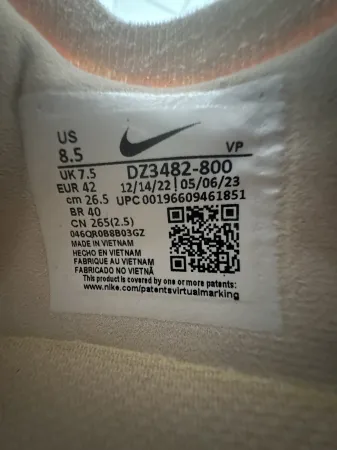 US
8.5
VP
UK 7.5
DZ3482-800
EUR 42
12/14/22 | 05/06/23
cm 26.5
UPC 00196609461851
BR 40
CN 265(2.5)
046QR0B8B03GZ
MADE IN VIETNAM
HECHO EN VIETNAM
FABRIQUE AU VIETNAM
FABRICADO NO VIETNÃ
This product is covered by one or more patents:
www.nike.com/patentsvirtualmarking